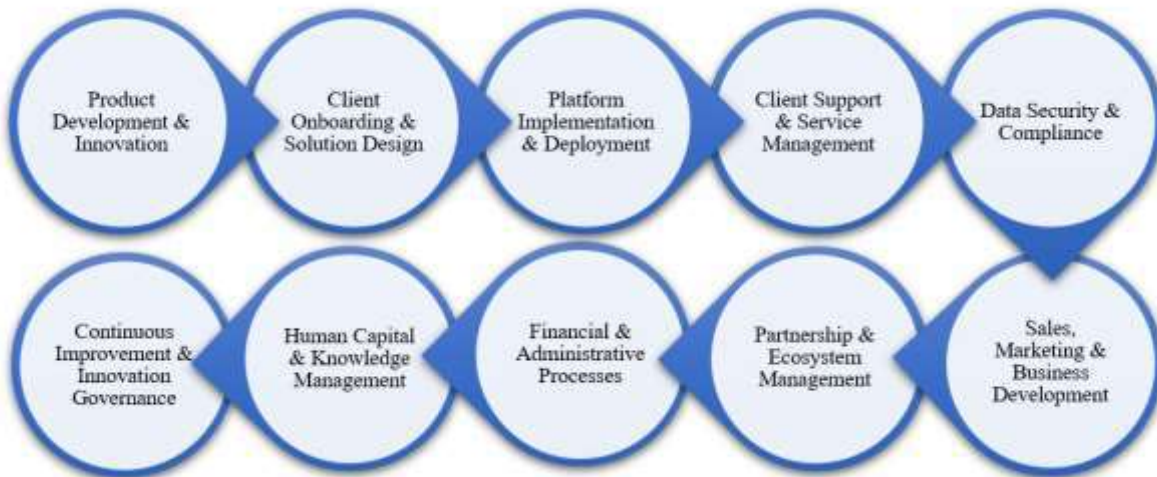 Product
Development &
Innovation
Client
Onboarding &
Solution Design
Platform
Implementation
& Deployment
Client Support
& Service
Management
Data Security &
Compliance
Sales,
Marketing &
Business
Development
Partnership &
Ecosystem
Management
Financial &
Administrative
Processes
Human Capital
& Knowledge
Management
Continuous
Improvement &
Innovation
Governance